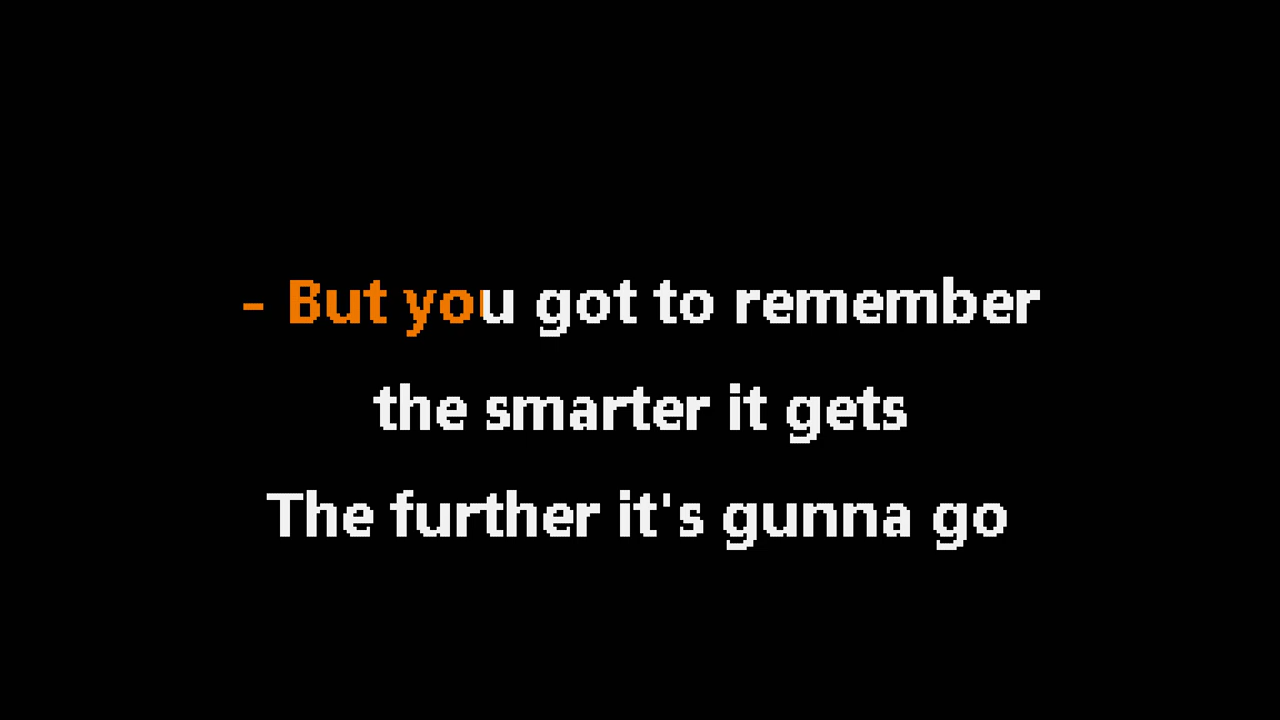 - But you got to remember
the smarter it gets
The further it's gunna go